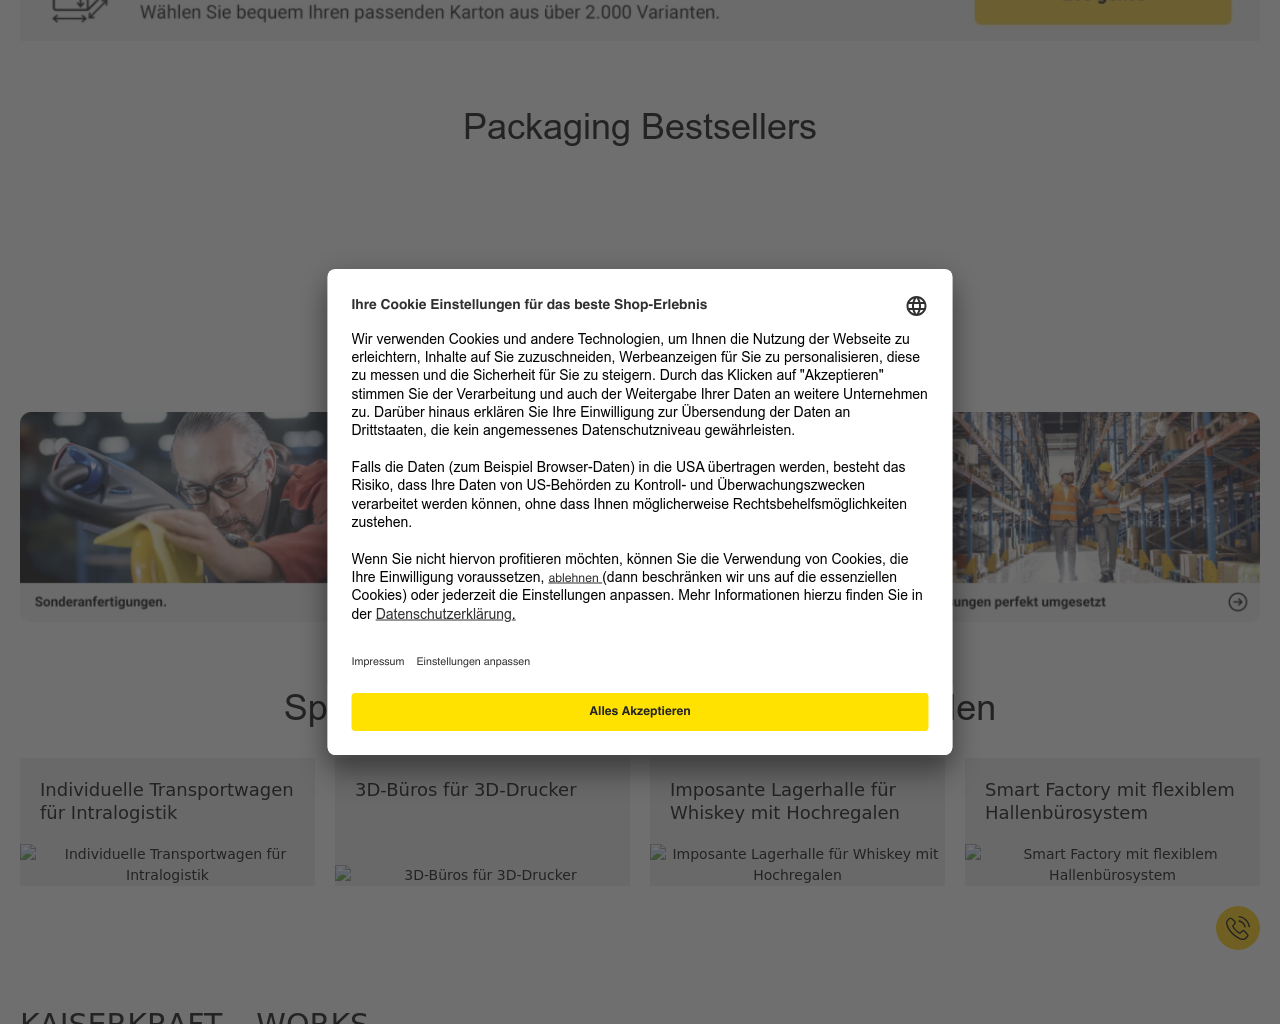 Wählen Sie bequem Ihren passenden Karton aus über 2.000 Varianten.
Packaging Bestsellers
Ihre Cookie Einstellungen für das beste Shop-Erlebnis
Wir verwenden Cookies und andere Technologien, um Ihnen die Nutzung der Webseite zu
erleichtern, Inhalte auf Sie zuzuschneiden, Werbeanzeigen für Sie zu personalisieren, diese
zu messen und die Sicherheit für Sie zu steigern. Durch das Klicken auf "Akzeptieren"
stimmen Sie der Verarbeitung und auch der Weitergabe Ihrer Daten an weitere Unternehmen
zu. Darüber hinaus erklären Sie Ihre Einwilligung zur Übersendung der Daten an
Drittstaaten, die kein angemessenes Datenschutzniveau gewährleisten.
Falls die Daten (zum Beispiel Browser-Daten) in die USA übertragen werden, besteht das
Risiko, dass Ihre Daten von US-Behörden zu Kontroll- und Überwachungszwecken
verarbeitet werden können, ohne dass Ihnen möglicherweise Rechtsbehelfsmöglichkeiten
zustehen.
Wenn Sie nicht hiervon profitieren möchten, können Sie die Verwendung von Cookies, die
Ihre Einwilligung voraussetzen, ablehnen (dann beschränken wir uns auf die essenziellen
Cookies) oder jederzeit die Einstellungen anpassen. Mehr Informationen hierzu finden Sie in
der Datenschutzerklärung.
Impressum Einstellungen anpassen
Alles Akzeptieren
Sonderanfertigungen.
perfekt umgesetzt
Individuelle Transportwagen
für Intralogistik
Individuelle Transportwagen für
Intralogistik
3D-Büros für 3D-Drucker
3D-Büros für 3D-Drucker
Imposante Lagerhalle für
Whiskey mit Hochregalen
Imposante Lagerhalle für Whiskey mit
Hochregalen
Smart Factory mit flexiblem
Hallenbürosystem
Smart Factory mit flexiblem
Hallenbürosystem